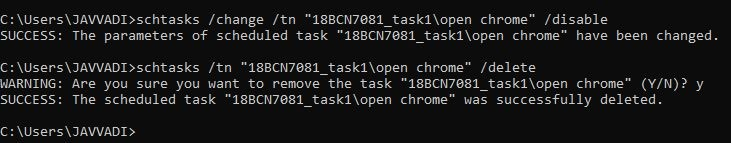 C:\Users\JAVVADI>schtasks /change /tn "18BCN7081_task1\open chrome" /disable
SUCCESS: The parameters of scheduled task "18BCN7081_task1\open chrome" have been changed.
C:\Users\JAVVADI>schtasks /tn "18BCN7081_task1\open chrome" /delete
WARNING: Are you sure you want to remove the task "18BCN7081_task1\open chrome" (Y/N)? y
SUCCESS: The scheduled task "18BCN7081_task1\open chrome" was successfully deleted.
C:\Users\JAVVADI>